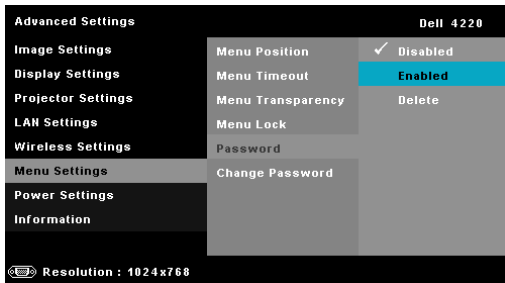 Advanced Settings
Dell 4220
Image Settings
Display Settings
Projector Settings
LAN Settings
Wireless Settings
Menu Settings
Power Settings
Information
Menu Position
Menu Timeout
Menu Transparency
Menu Lock
Password
Change Password
Disabled
Enabled
Delete
Resolution : 1024x768